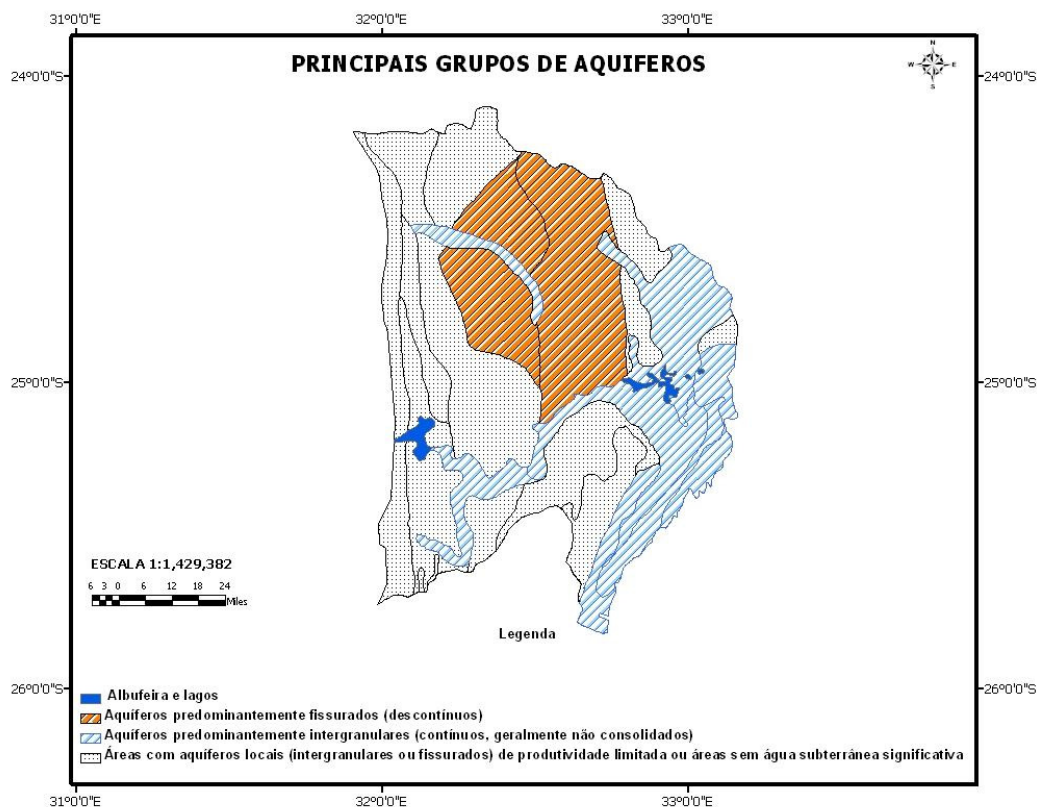 31°0'0"E 32°0'0"E 33°0'0"E
PRINCIPAIS GRUPOS DE AQUIFEROS
N
W E
S
24°0'0"S 24°0'0"S
25°0'0"S 25°0'0"S
ESCALA 1:1,429,382
6 3 0 6 12 18 24
Miles
Legenda
26°0'0"S 26°0'0"S
Albufeira e lagos
Aquíferos predominantemente fissurados (descontínuos)
Aquíferos predominantemente intergranulares (contínuos, geralmente não consolidados)
Áreas com aquíferos locais (intergranulares ou fissurados) de produtividade limitada ou áreas sem água subterrânea significativa
31°0'0"E 32°0'0"E 33°0'0"E